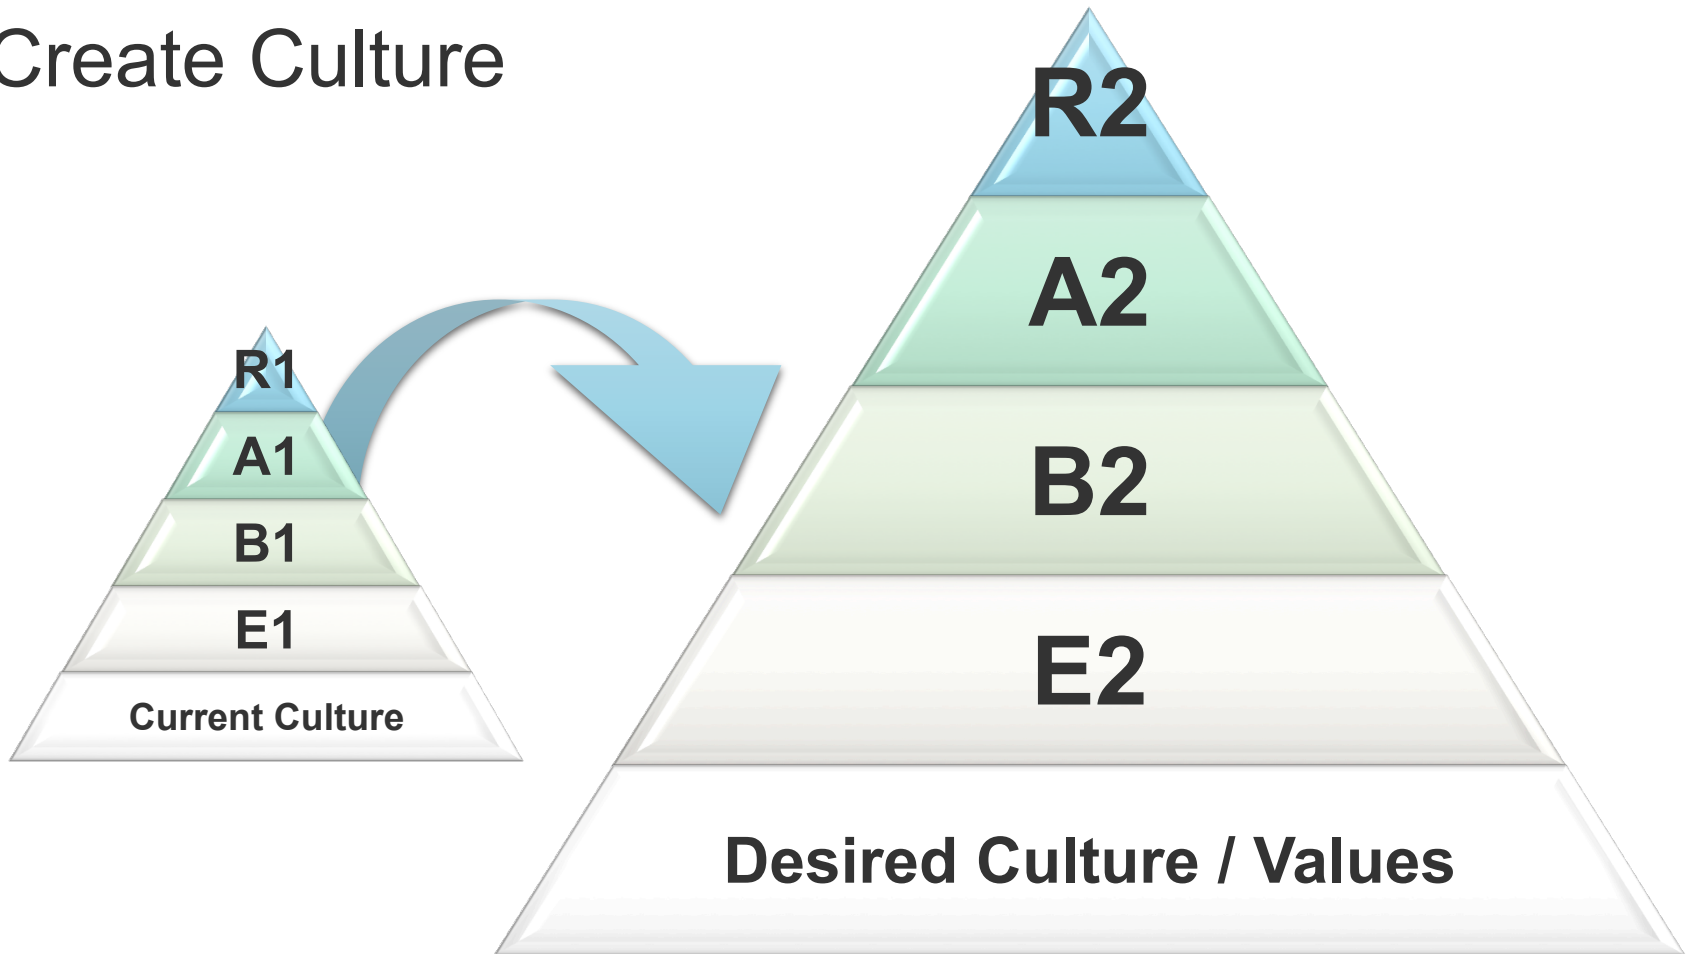 Create Culture
R1
A1
B1
E1
Current Culture
R2
A2
B2
E2
Desired Culture / Values